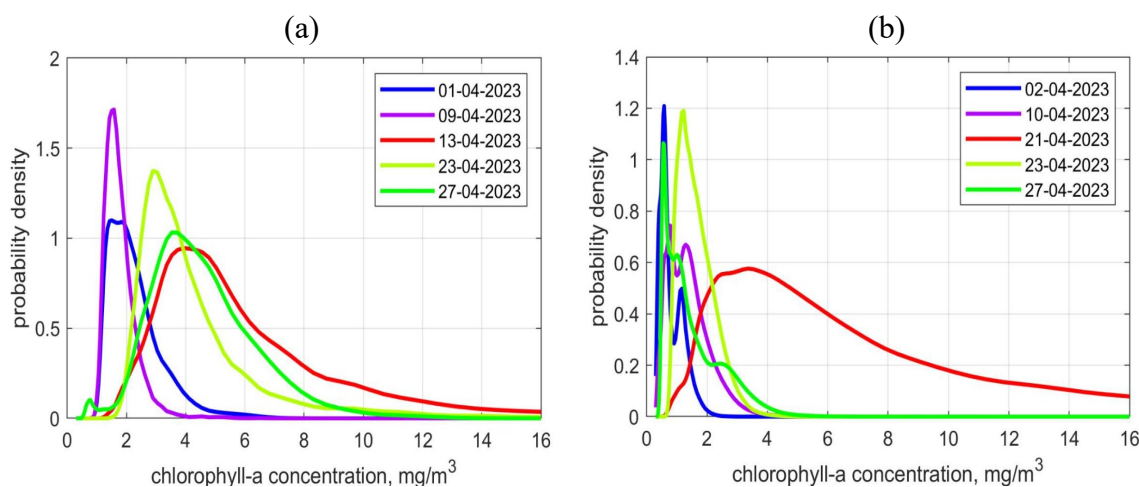 (a)
probability density
2
1.5
1
0.5
0
0 2 4 6 8 10 12 14 16
chlorophyll-a concentration, mg/m³
01-04-2023
09-04-2023
13-04-2023
23-04-2023
27-04-2023
(b)
probability density
1.4
1.2
1.0
0.8
0.6
0.4
0.2
0
0 2 4 6 8 10 12 14 16
chlorophyll-a concentration, mg/m³
02-04-2023
10-04-2023
21-04-2023
23-04-2023
27-04-2023